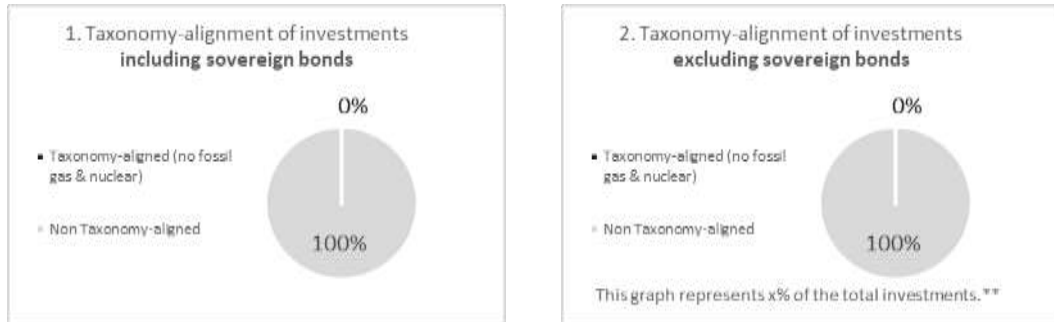 1. Taxonomy-alignment of investments
including sovereign bonds
0%
Taxonomy-aligned (no fossil
gas & nuclear)
Non Taxonomy-aligned
100%
2. Taxonomy-alignment of investments
excluding sovereign bonds
0%
Taxonomy-aligned (no fossil
gas & nuclear)
Non Taxonomy-aligned
100%
This graph represents x% of the total investments.**